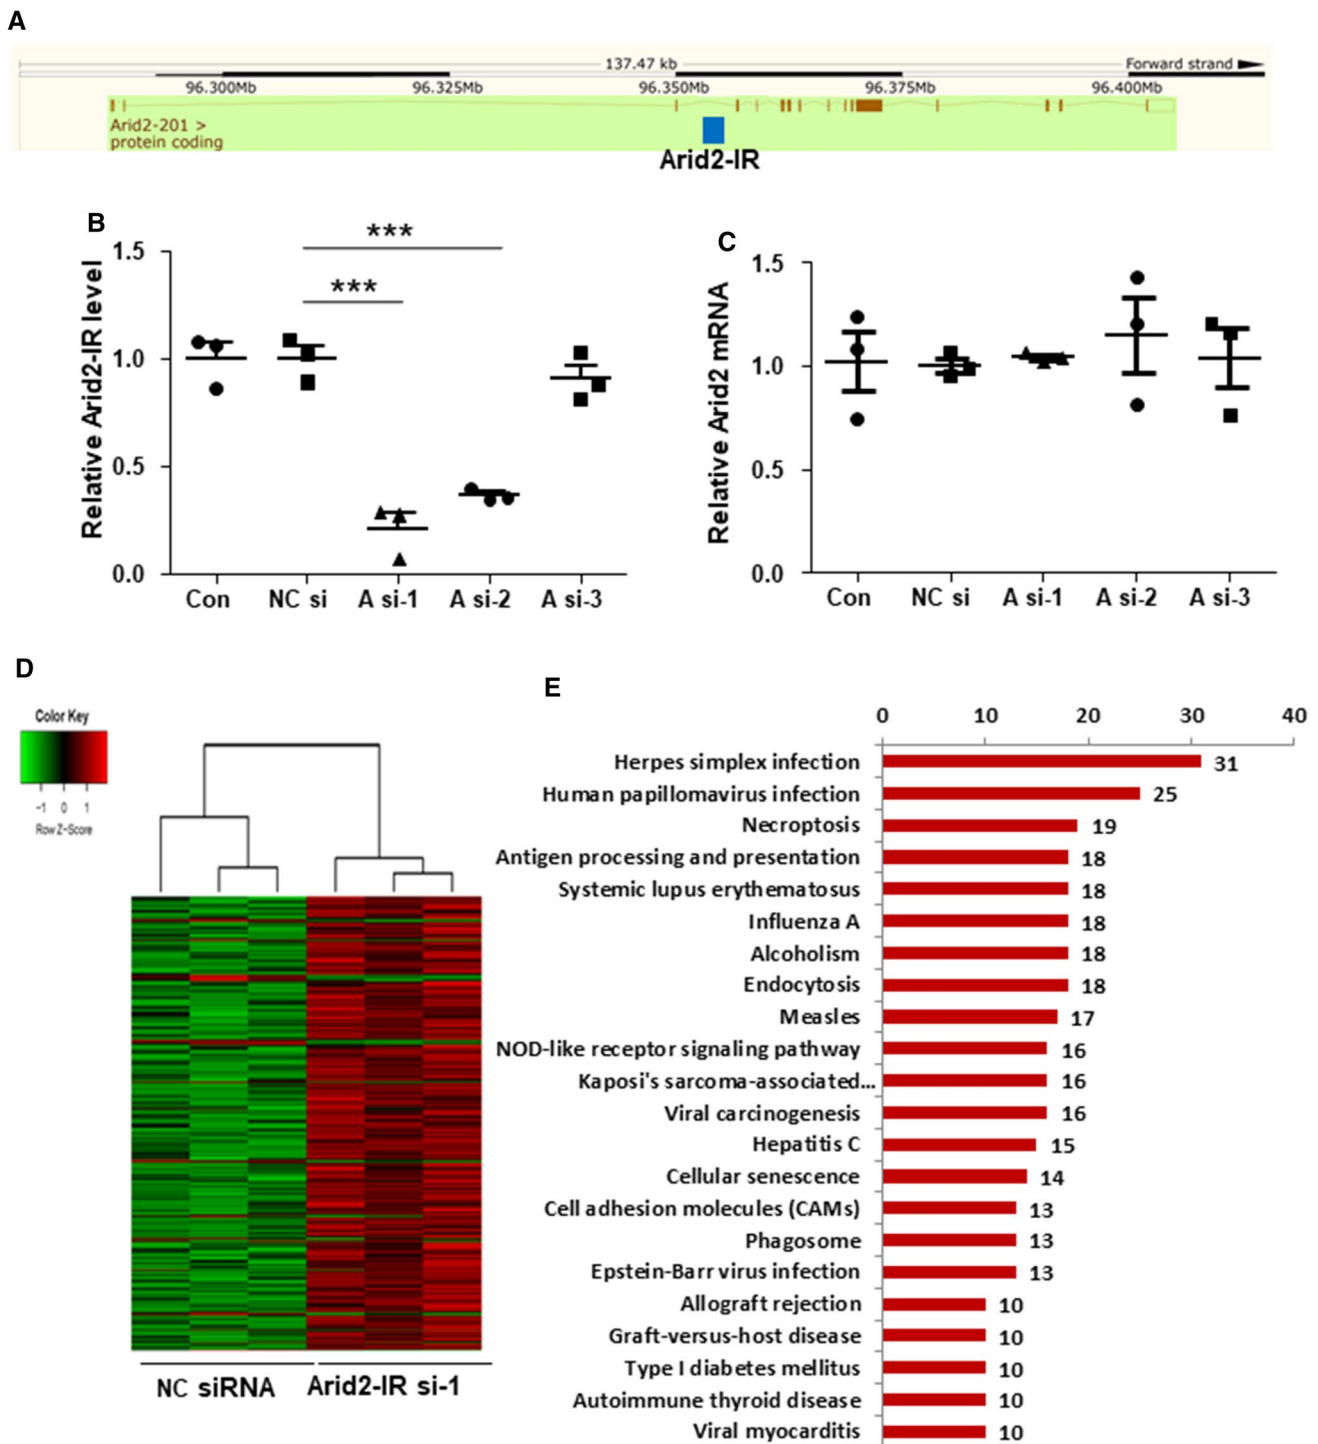 A
137.47 kb
Forward strand
96.300Mb 96.325Mb 96.350Mb 96.375Mb 96.400Mb
Arid2-201 >
protein coding
Arid2-IR
B
Relative Arid2-IR level
***
***
1.5
1.0
0.5
0.0
Con NC si A si-1 A si-2 A si-3
C
Relative Arid2 mRNA
1.5
1.0
0.5
0.0
Con NC si A si-1 A si-2 A si-3
D
Color Key
-1 0 1
Row Z-Score
NC siRNA Arid2-IR si-1
E
0 10 20 30 40
Herpes simplex infection 31
Human papillomavirus infection 25
Necroptosis 19
Antigen processing and presentation 18
Systemic lupus erythematosus 18
Influenza A 18
Alcoholism 18
Endocytosis 18
Measles 17
NOD-like receptor signaling pathway 16
Kaposi's sarcoma-associated... 16
Viral carcinogenesis 16
Hepatitis C 15
Cellular senescence 14
Cell adhesion molecules (CAMs) 13
Phagosome 13
Epstein-Barr virus infection 13
Allograft rejection 10
Graft-versus-host disease 10
Type I diabetes mellitus 10
Autoimmune thyroid disease 10
Viral myocarditis 10